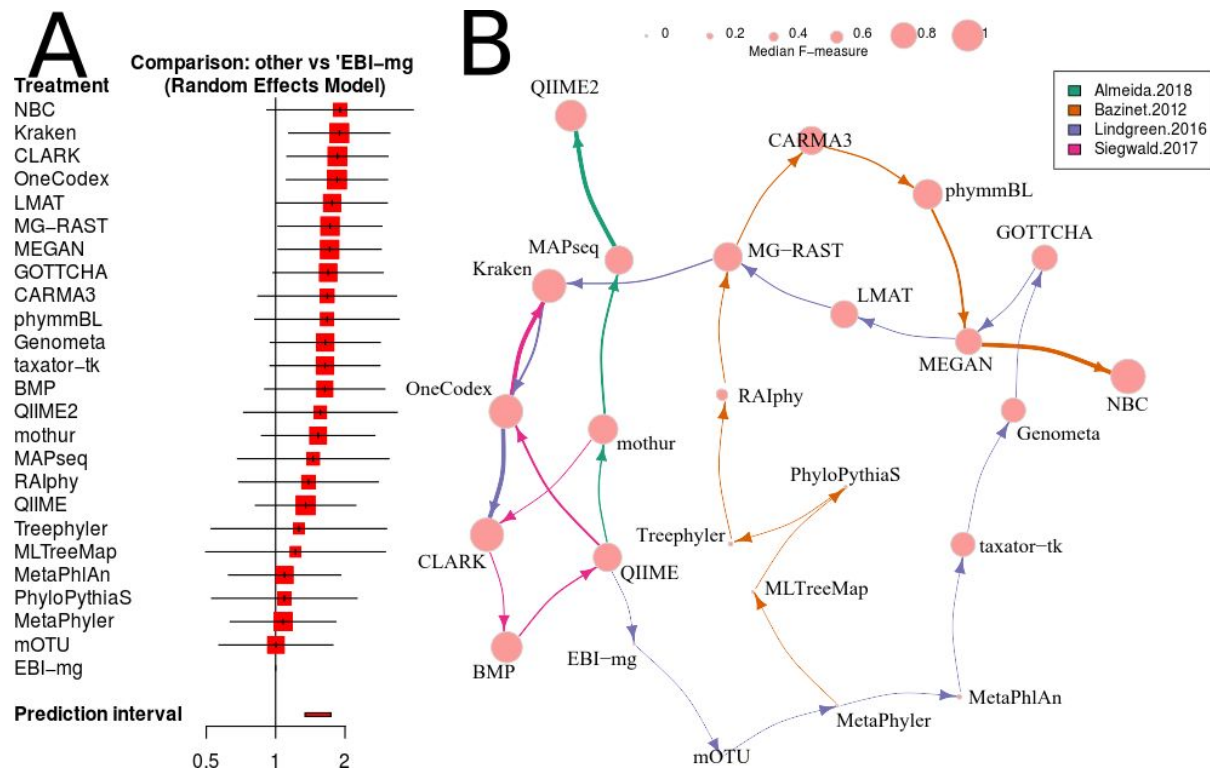 A
Comparison: other vs 'EBI−mg
(Random Effects Model)
Treatment
NBC
Kraken
CLARK
OneCodex
LMAT
MG−RAST
MEGAN
GOTTCHA
CARMA3
phymmBL
Genometa
taxator−tk
BMP
QIIME2
mothur
MAPseq
RAIphy
QIIME
Treephyler
MLTreeMap
MetaPhlAn
PhyloPythiaS
MetaPhyler
mOTU
EBI−mg
Prediction interval
0.5 1 2
B
0 0.2 0.4 0.6 0.8 1
Median F−measure
Almeida.2018
Bazinet.2012
Lindgreen.2016
Siegwald.2017
QIIME2
CARMA3
phymmBL
GOTTCHA
MAPseq
MG−RAST
Kraken
LMAT
MEGAN
NBC
OneCodex
RAIphy
Genometa
mothur
PhyloPythiaS
Treephyler
taxator−tk
CLARK
QIIME
MLTreeMap
EBI−mg
BMP
MetaPhlAn
MetaPhyler
mOTU